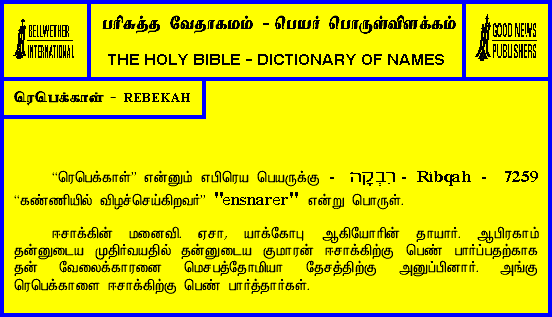 BELLWETHER
INTERNATIONAL
பரிசுத்த வேதாகமம் - பெயர் பொருள்விளக்கம்
THE HOLY BIBLE - DICTIONARY OF NAMES
GOOD NEWS
PUBLISHERS
ரெபெக்காள் - REBEKAH
“ரெபெக்காள்” என்னும் எபிரெய பெயருக்கு - רִבְקָה - Ribqah - 7259
“கண்ணியில் விழச்செய்கிறவர்” "ensnarer" என்று பொருள்.
ஈசாக்கின் மனைவி. ஏசா, யாக்கோபு ஆகியோரின் தாயார். ஆபிரகாம்
தன்னுடைய முதிர்வயதில் தன்னுடைய குமாரன் ஈசாக்கிற்கு பெண் பார்ப்பதற்காக
தன் வேலைக்காரனை மெசபத்தோமியா தேசத்திற்கு அனுப்பினார். அங்கு
ரெபெக்காளை ஈசாக்கிற்கு பெண் பார்த்தார்கள்.